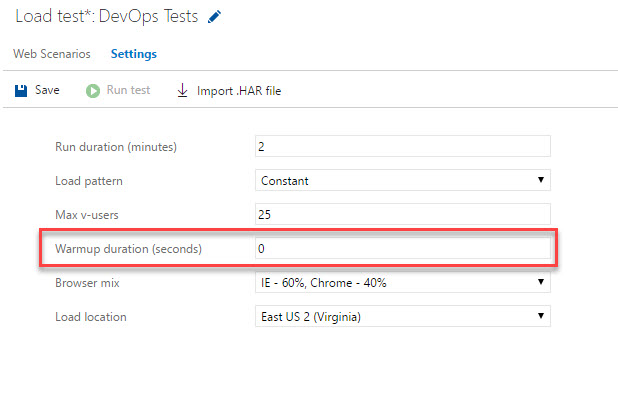 Load test*: DevOps Tests
Web Scenarios Settings
Save Run test Import .HAR file
Run duration (minutes) 2
Load pattern Constant
Max v-users 25
Warmup duration (seconds) 0
Browser mix IE - 60%, Chrome - 40%
Load location East US 2 (Virginia)